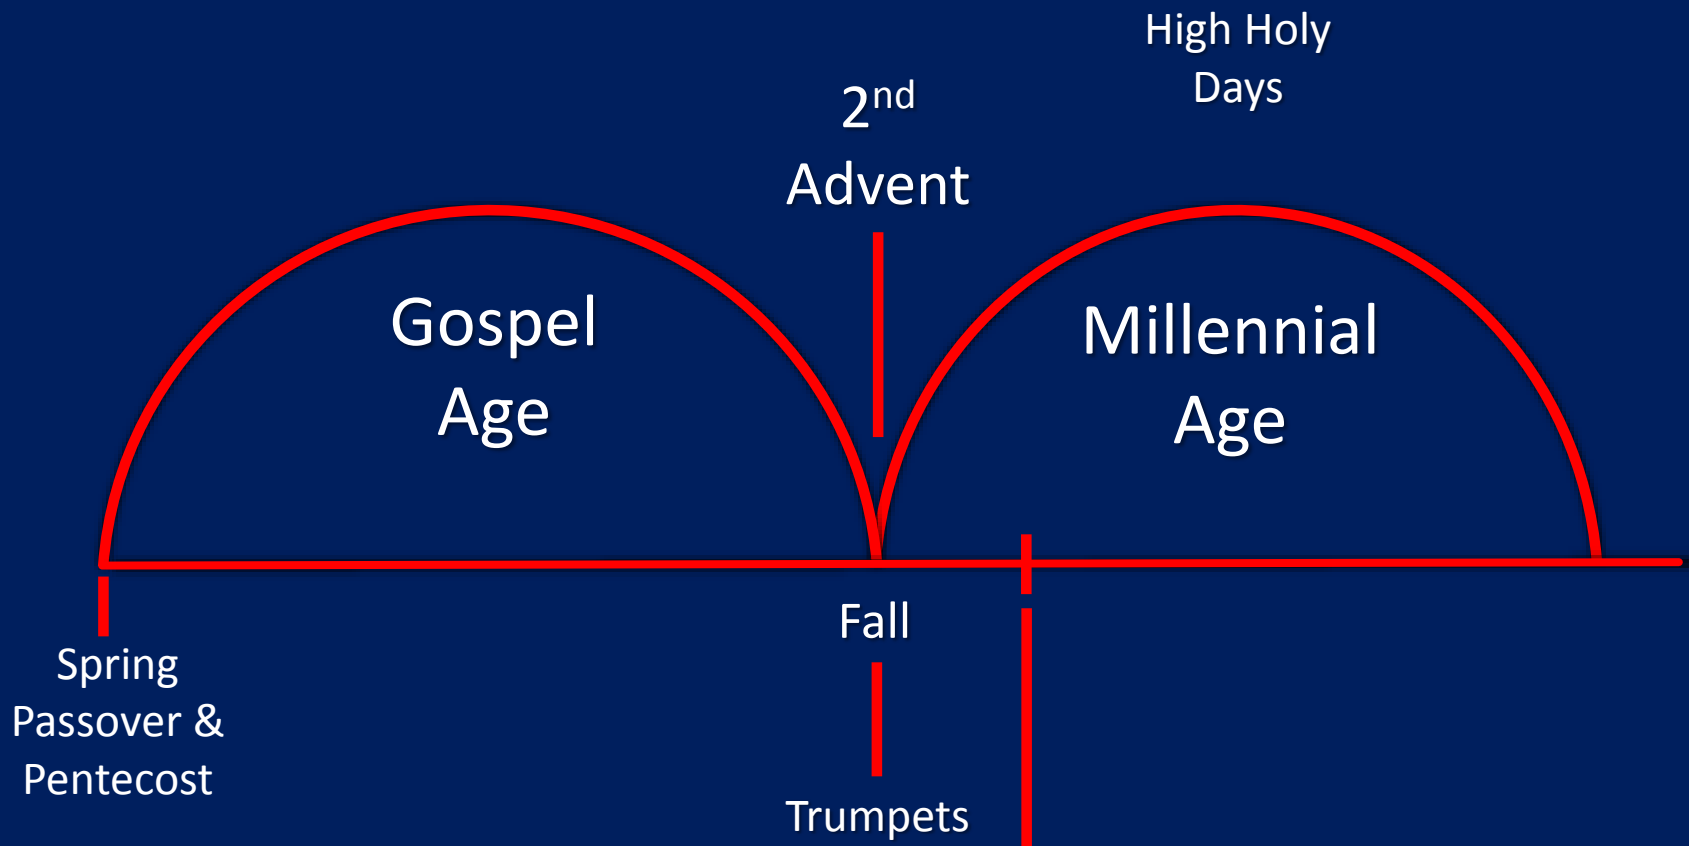 High Holy
Days
2nd
Advent
Gospel
Age
Millennial
Age
Fall
Spring
Passover &
Pentecost
Trumpets